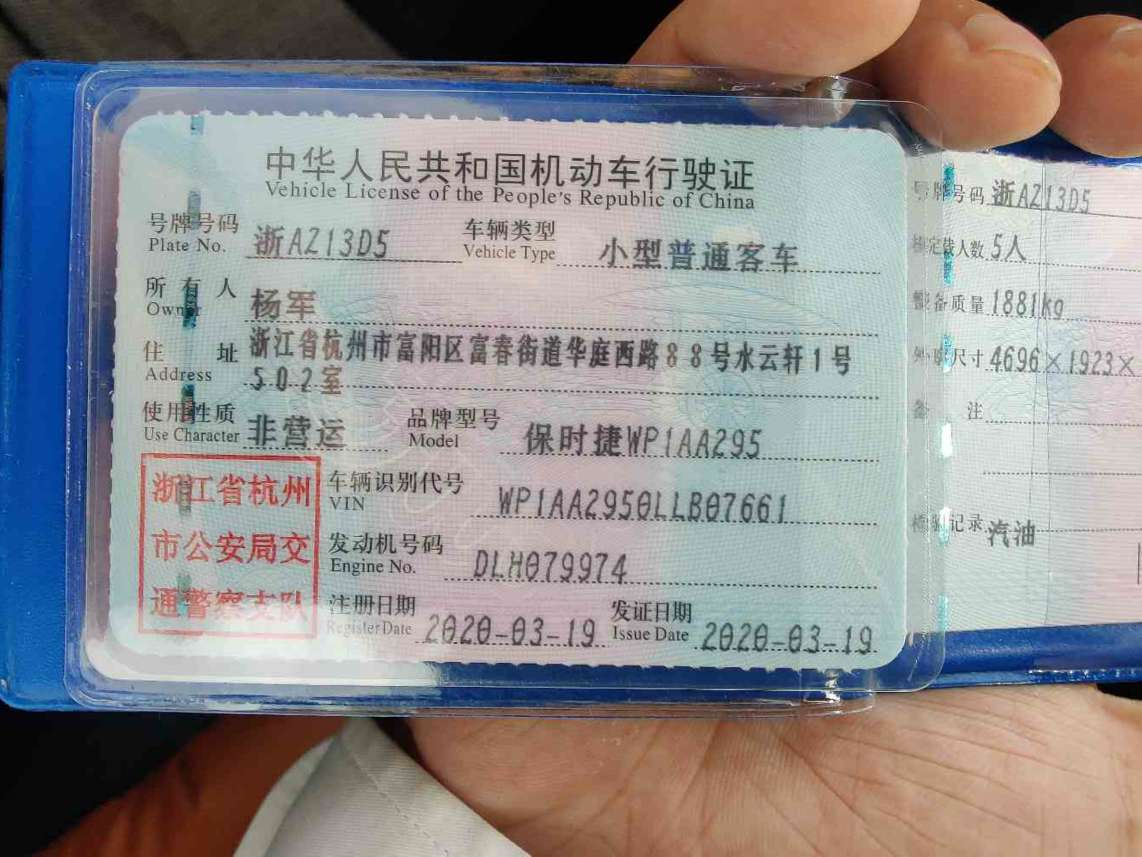 中华人民共和国机动车行驶证
Vehicle License of the People's Republic of China
号牌号码 浙AZ13D5 车辆类型 小型普通客车
Plate No. Vehicle Type
所有人 杨军
Owner
住址 浙江省杭州市富阳区富春街道华庭西路88号水云轩1号
Address 502室
使用性质 非营运 品牌型号 保时捷WP1AA295
Use Character Model
浙江省杭州
市公安局交
通警察支队
车辆识别代号 WP1AA2950LLB07661
VIN
发动机号码 DLH079974
Engine No.
注册日期 2020-03-19 发证日期 2020-03-19
Register Date Issue Date
号牌号码 浙AZ13D5
定载人数 5人
备质量 1881kg
尺寸 4696×1923×
注
记录 汽油